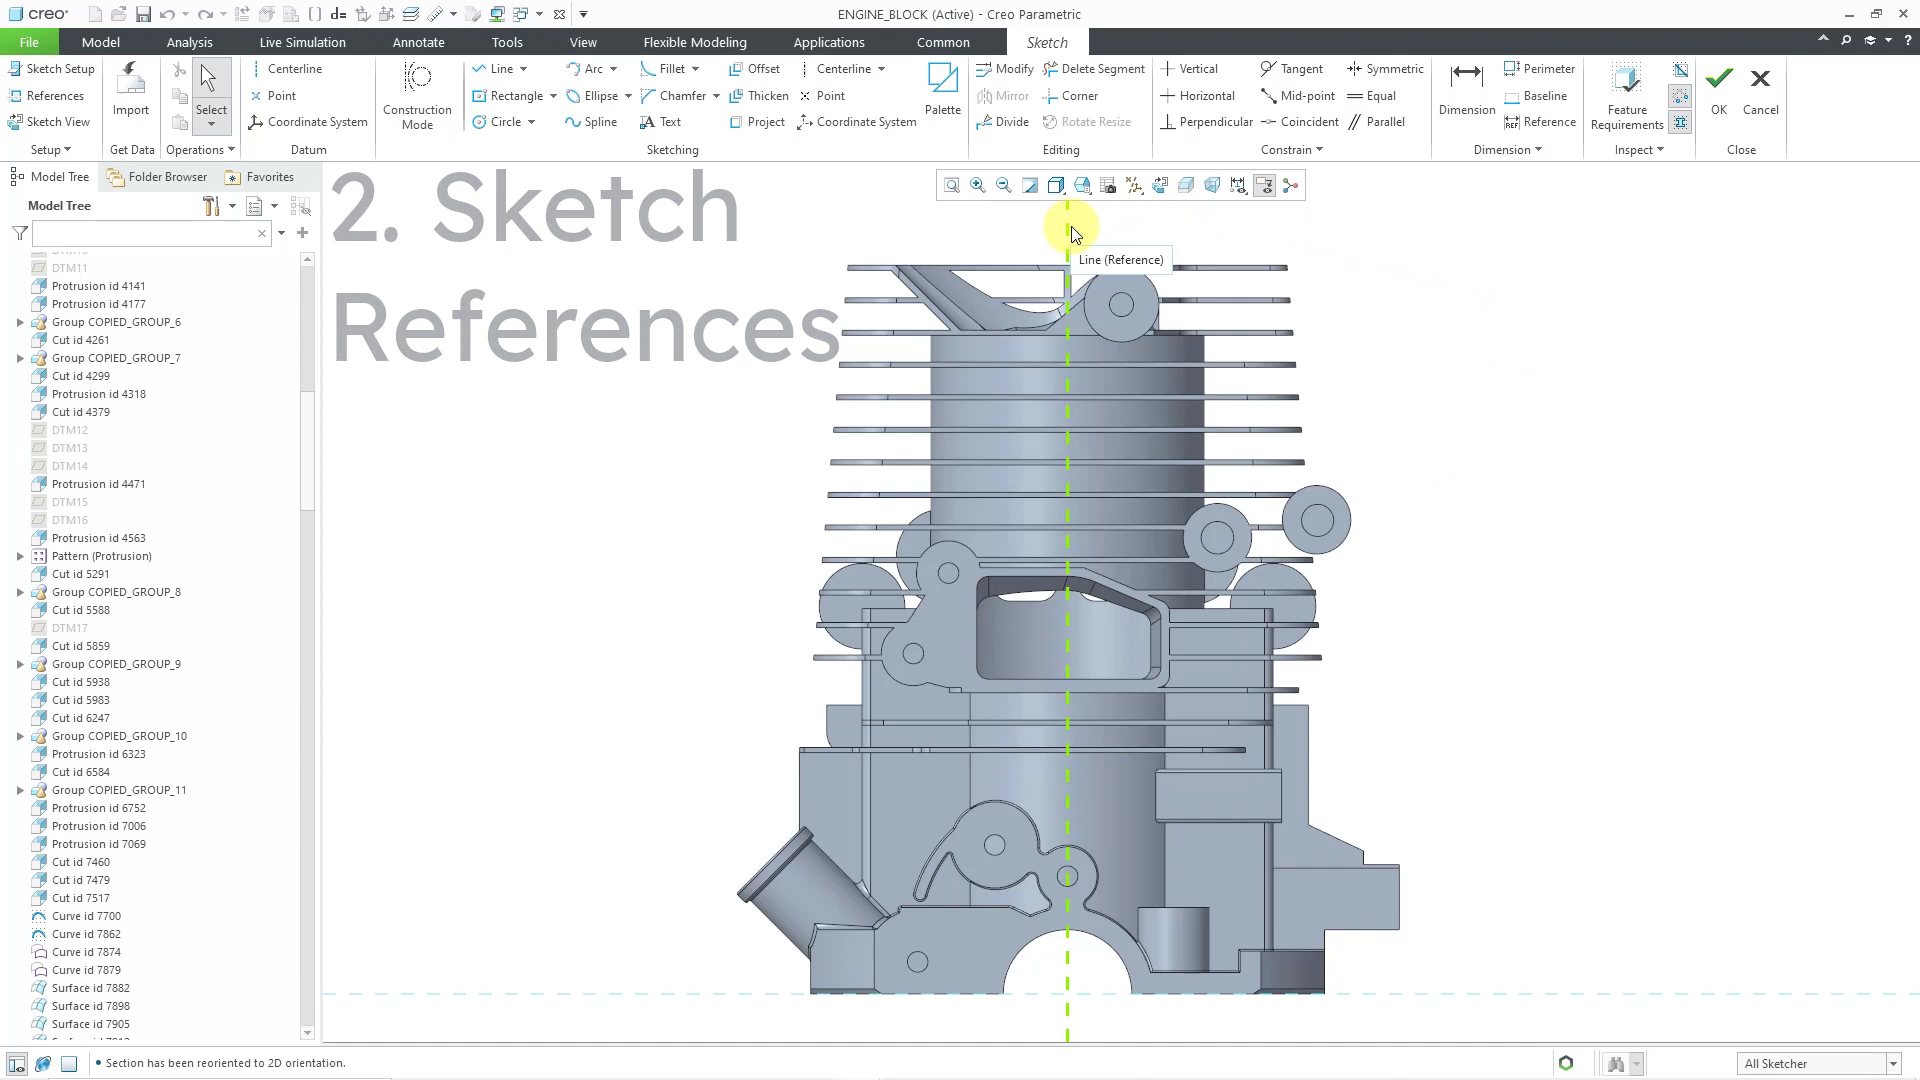 creo
ENGINE_BLOCK (Active) - Creo Parametric
File
Model
Analysis
Live Simulation
Annotate
Tools
View
Flexible Modeling
Applications
Common
Sketch
Sketch Setup
References
Sketch View
Setup
Import
Get Data
Select
Operations
Centerline
Point
Coordinate System
Datum
Construction Mode
Line
Rectangle
Circle
Arc
Ellipse
Spline
Fillet
Chamfer
Text
Offset
Thicken
Project
Centerline
Point
Coordinate System
Palette
Sketching
Modify
Mirror
Divide
Delete Segment
Corner
Rotate Resize
Editing
Vertical
Horizontal
Perpendicular
Tangent
Mid-point
Coincident
Symmetric
Equal
Parallel
Constrain
Dimension
Perimeter
Baseline
Reference
Dimension
Feature Requirements
Inspect
OK
Cancel
Close
Model Tree
Folder Browser
Favorites
Model Tree
DTM11
Protrusion id 4141
Protrusion id 4177
Group COPIED_GROUP_6
Cut id 4261
Group COPIED_GROUP_7
Cut id 4299
Protrusion id 4318
Cut id 4379
DTM12
DTM13
DTM14
Protrusion id 4471
DTM15
DTM16
Protrusion id 4563
Pattern (Protrusion)
Cut id 5291
Group COPIED_GROUP_8
Cut id 5588
DTM17
Cut id 5859
Group COPIED_GROUP_9
Cut id 5938
Cut id 5983
Cut id 6247
Group COPIED_GROUP_10
Protrusion id 6323
Cut id 6584
Group COPIED_GROUP_11
Protrusion id 6752
Protrusion id 7006
Protrusion id 7069
Cut id 7460
Cut id 7479
Cut id 7517
Curve id 7700
Curve id 7862
Curve id 7874
Curve id 7879
Surface id 7882
Surface id 7898
Surface id 7905
2. Sketch
References
Line (Reference)
Section has been reoriented to 2D orientation.
All Sketcher